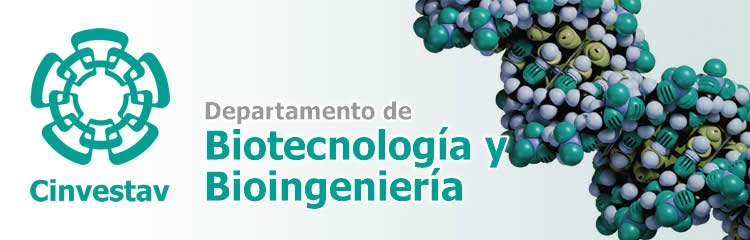 Cinvestav
Departamento de
Biotecnología y
Bioingeniería